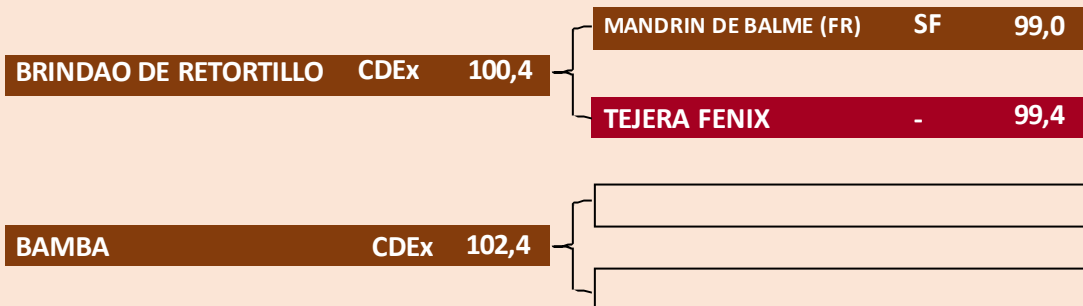 MANDRIN DE BALME (FR) SF 99,0
BRINDAO DE RETORTILLO CDEx 100,4
TEJERA FENIX - 99,4
BAMBA CDEx 102,4